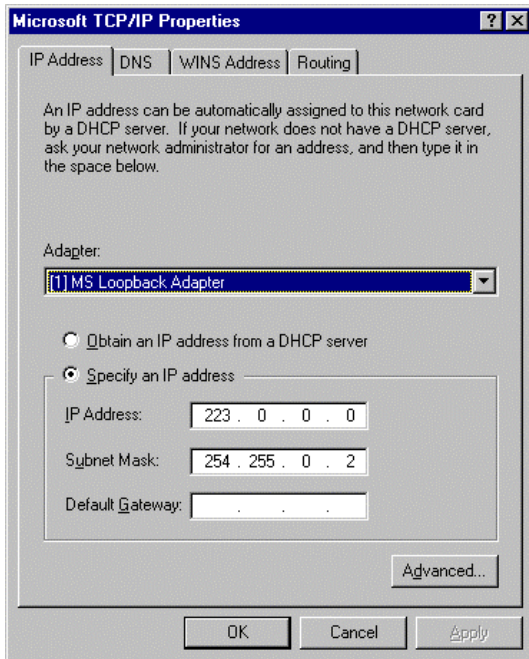 Microsoft TCP/IP Properties
? X
IP Address DNS WINS Address Routing
An IP address can be automatically assigned to this network card
by a DHCP server. If your network does not have a DHCP server,
ask your network administrator for an address, and then type it in
the space below.
Adapter:
[1] MS Loopback Adapter
Obtain an IP address from a DHCP server
Specify an IP address
IP Address: 223 . 0 . 0 . 0
Subnet Mask: 254 . 255 . 0 . 2
Default Gateway: . . .
Advanced...
OK Cancel Apply